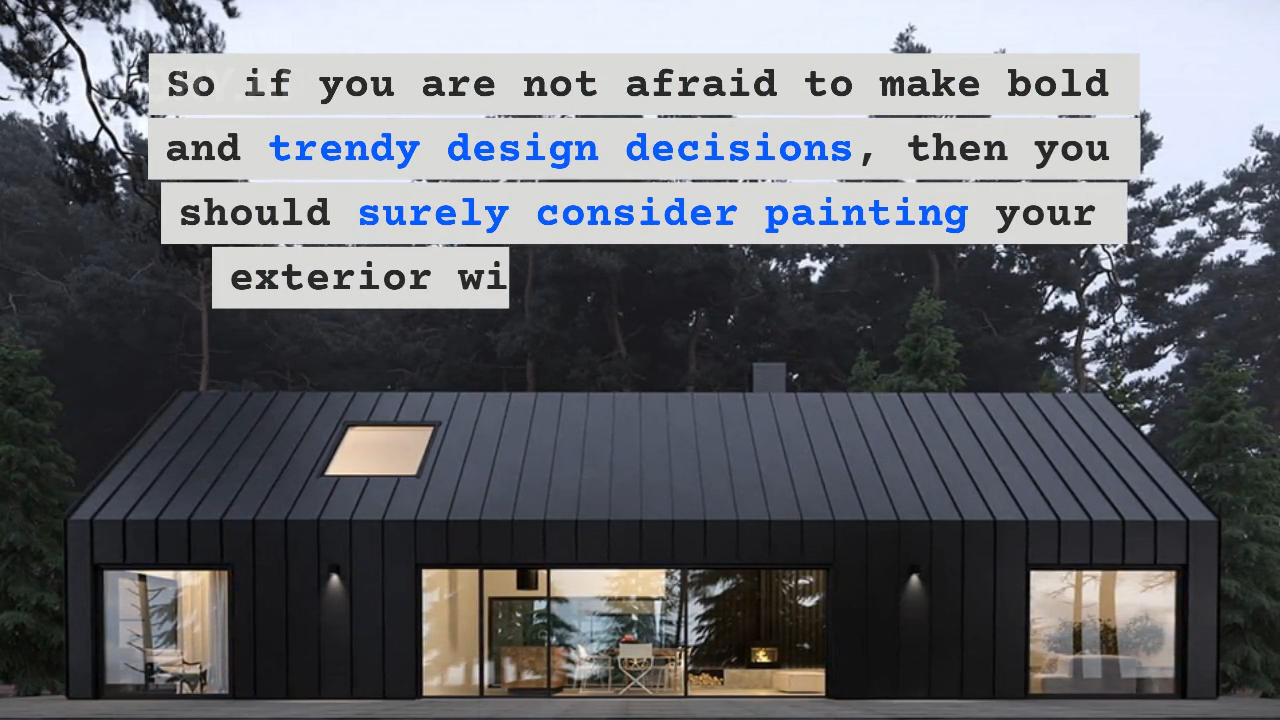 So if you are not afraid to make bold
and trendy design decisions, then you
should surely consider painting your
exterior wi